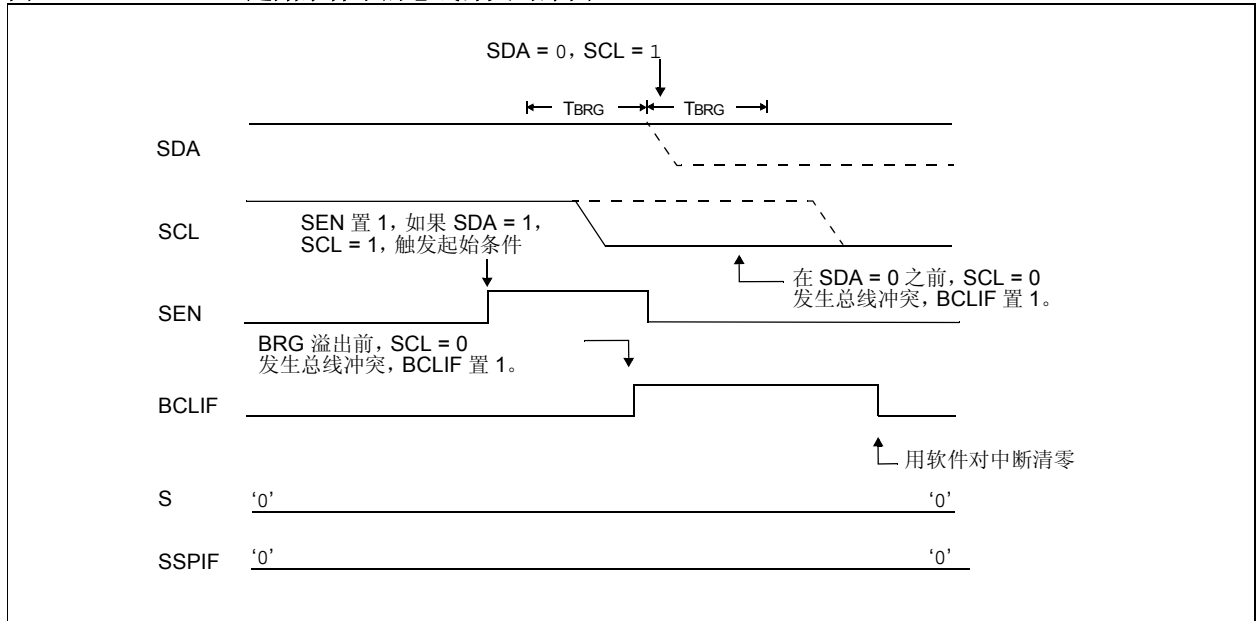 SDA = 0，SCL = 1
TBRG TBRG
SDA
SCL
SEN 置 1，如果 SDA = 1，
SCL = 1，触发起始条件
在 SDA = 0 之前，SCL = 0
发生总线冲突，BCLIF 置 1。
SEN
BRG 溢出前，SCL = 0
发生总线冲突，BCLIF 置 1。
BCLIF
用软件对中断清零
S ‘0’ ‘0’
SSPIF ‘0’ ‘0’